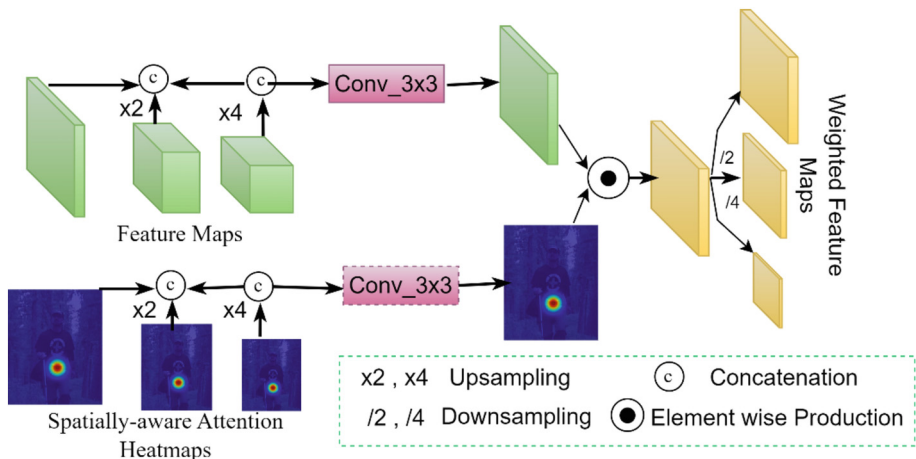 c
c
Conv_3x3
x2
x4
Feature Maps
/2
/4
Weighted Feature
Maps
c
c
Conv_3x3
x2
x4
Spatially-aware Attention
Heatmaps
x2 , x4 Upsampling
c Concatenation
/2 , /4 Downsampling
Element wise Production